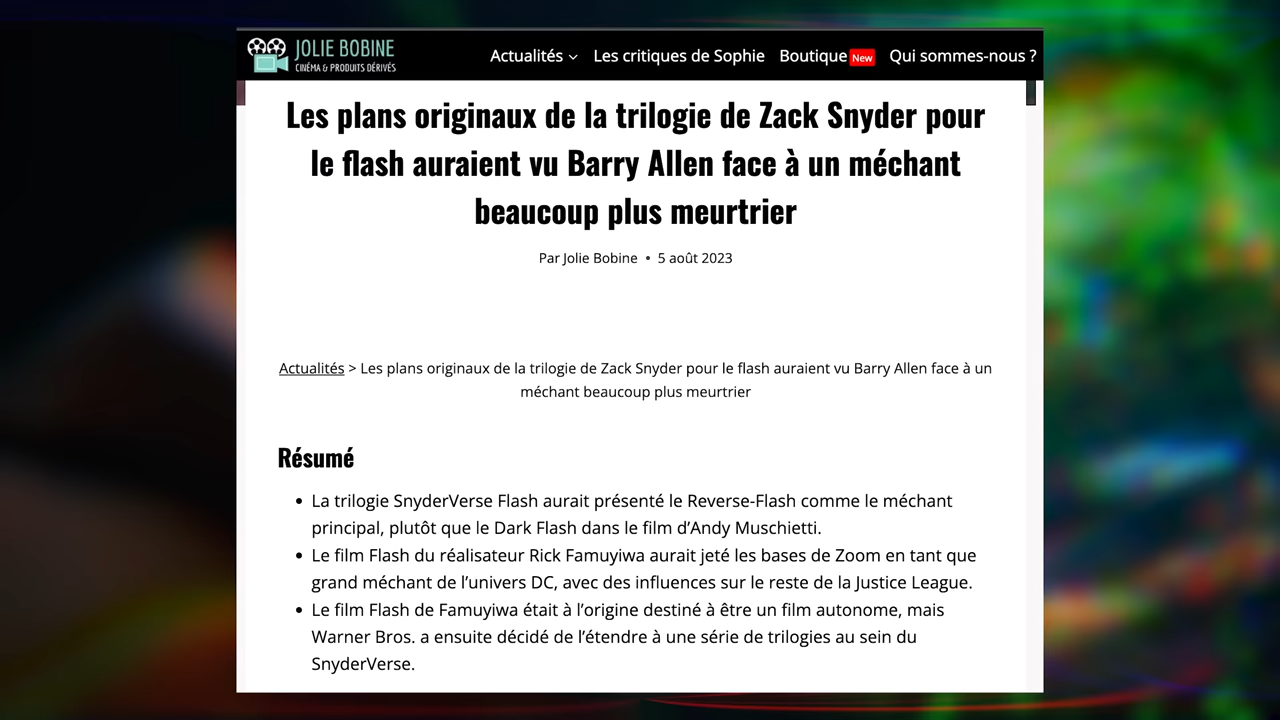 JOLIE BOBINE
CINÉMA & PRODUITS DÉRIVÉS
Actualités
Les critiques de Sophie
Boutique New
Qui sommes-nous ?
Les plans originaux de la trilogie de Zack Snyder pour
le flash auraient vu Barry Allen face à un méchant
beaucoup plus meurtrier
Par Jolie Bobine • 5 août 2023
Actualités > Les plans originaux de la trilogie de Zack Snyder pour le flash auraient vu Barry Allen face à un
méchant beaucoup plus meurtrier
Résumé
• La trilogie SnyderVerse Flash aurait présenté le Reverse-Flash comme le méchant
principal, plutôt que le Dark Flash dans le film d’Andy Muschietti.
• Le film Flash du réalisateur Rick Famuyiwa aurait jeté les bases de Zoom en tant que
grand méchant de l’univers DC, avec des influences sur le reste de la Justice League.
• Le film Flash de Famuyiwa était à l’origine destiné à être un film autonome, mais
Warner Bros. a ensuite décidé de l’étendre à une série de trilogies au sein du
SnyderVerse.